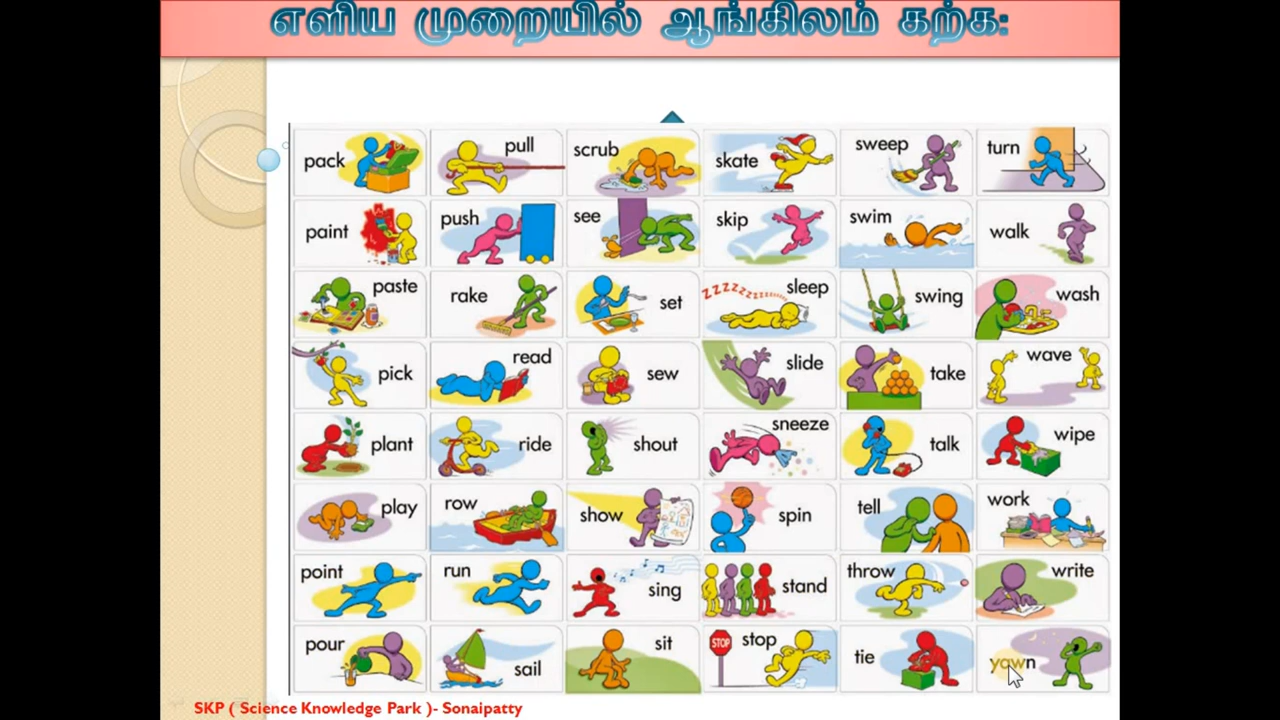 எளிய முறையில் ஆங்கிலம் கற்க:
pack pull scrub skate sweep turn
paint push see skip swim walk
paste rake set ZZZZZZZZzzzzz sleep swing wash
pick read sew slide take wave
plant ride shout sneeze talk wipe
play row show spin tell work
point run sing stand throw write
pour sail sit STOP stop tie yawn
SKP ( Science Knowledge Park )- Sonaipatty